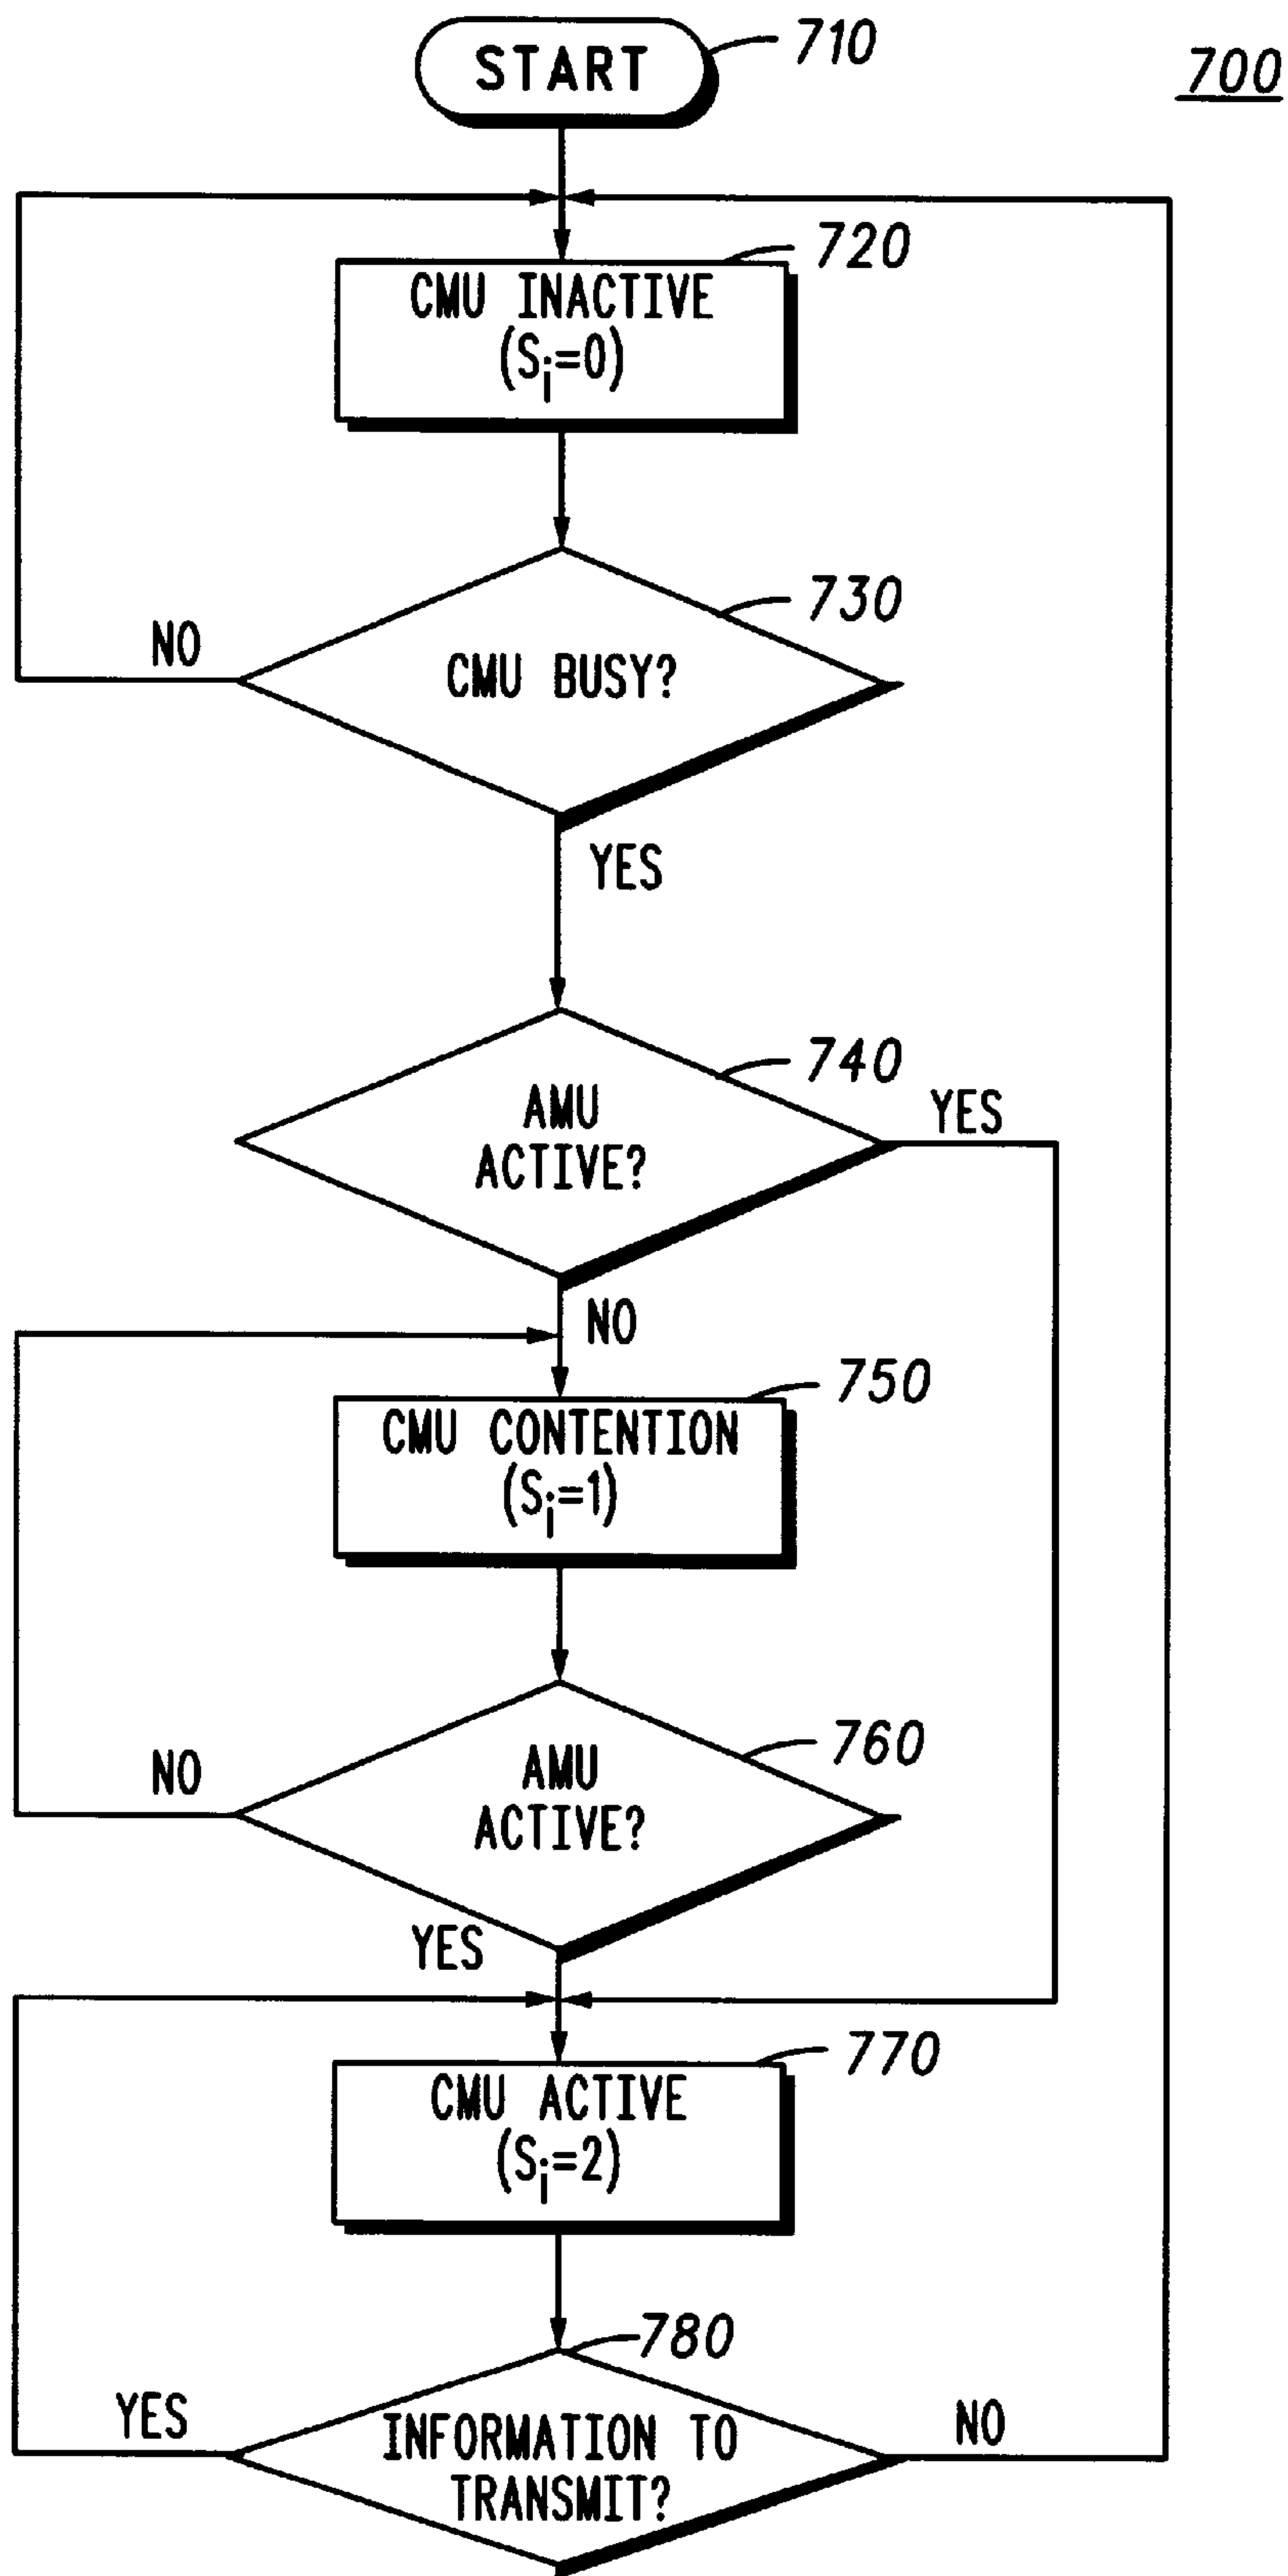 START
710
700
720
CMU INACTIVE
(Si=0)
730
NO
CMU BUSY?
YES
740
AMU
ACTIVE?
YES
NO
750
CMU CONTENTION
(Si=1)
760
NO
AMU
ACTIVE?
YES
770
CMU ACTIVE
(Si=2)
780
YES
INFORMATION TO
TRANSMIT?
NO